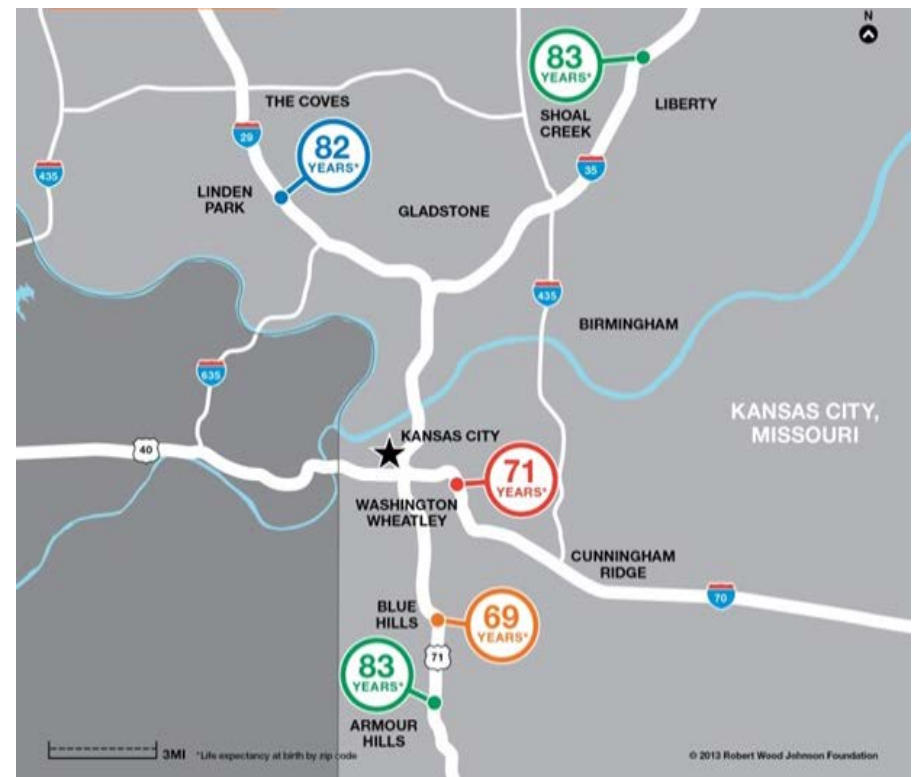 N
83
YEARS*
SHOAL
CREEK
LIBERTY
THE COVES
29
82
YEARS*
435
35
LINDEN
PARK
GLADSTONE
435
BIRMINGHAM
635
KANSAS CITY,
MISSOURI
40
KANSAS CITY
71
YEARS*
WASHINGTON
WHEATLEY
CUNNINGHAM
RIDGE
70
BLUE
HILLS
69
YEARS*
71
83
YEARS*
ARMOUR
HILLS
3MI
*Life expectancy at birth by zip code
© 2013 Robert Wood Johnson Foundation